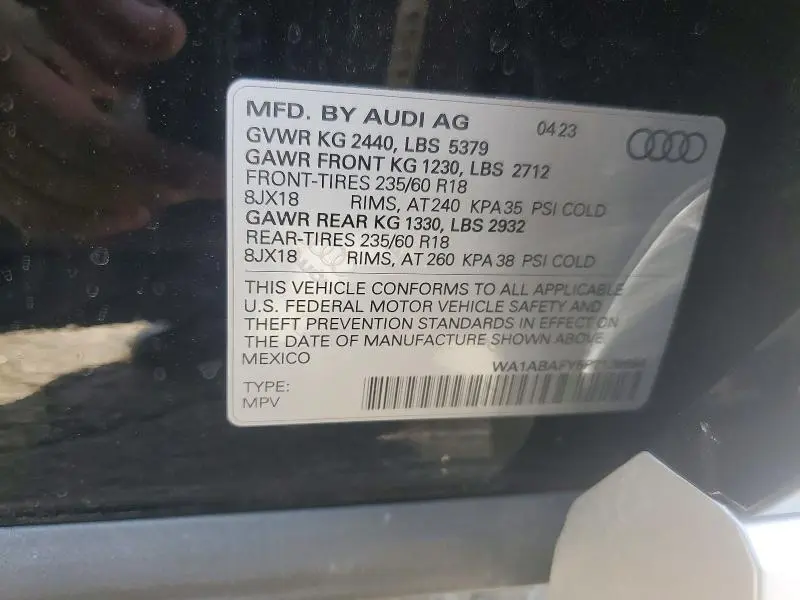 MFD. BY AUDI AG 04 23
GVWR KG 2440, LBS 5379
GAWR FRONT KG 1230, LBS 2712
FRONT-TIRES 235/60 R18
8JX18 RIMS, AT 240 KPA 35 PSI COLD
GAWR REAR KG 1330, LBS 2932
REAR-TIRES 235/60 R18
8JX18 RIMS, AT 260 KPA 38 PSI COLD
THIS VEHICLE CONFORMS TO ALL APPLICABLE
U.S. FEDERAL MOTOR VEHICLE SAFETY AND
THEFT PREVENTION STANDARDS IN EFFECT ON
THE DATE OF MANUFACTURE SHOWN ABOVE
MEXICO
TYPE:
MPV